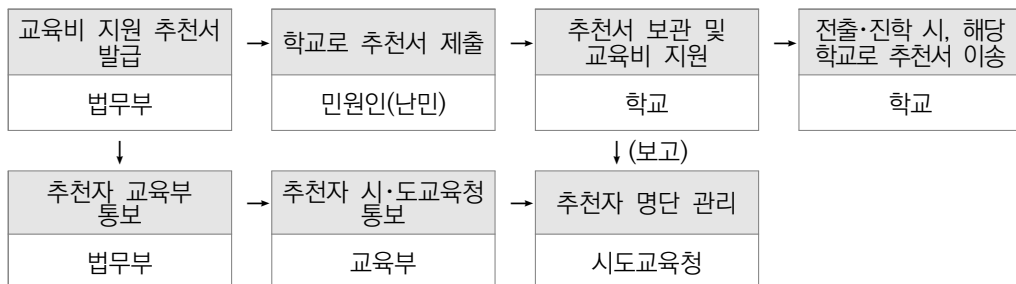 교육비 지원 추천서
발급
법무부
→
학교로 추천서 제출
민원인(난민)
→
추천서 보관 및
교육비 지원
학교
→
전출·진학 시, 해당
학교로 추천서 이송
학교
↓
↓ (보고)
추천자 교육부
통보
법무부
→
추천자 시·도교육청
통보
교육부
→
추천자 명단 관리
시도교육청